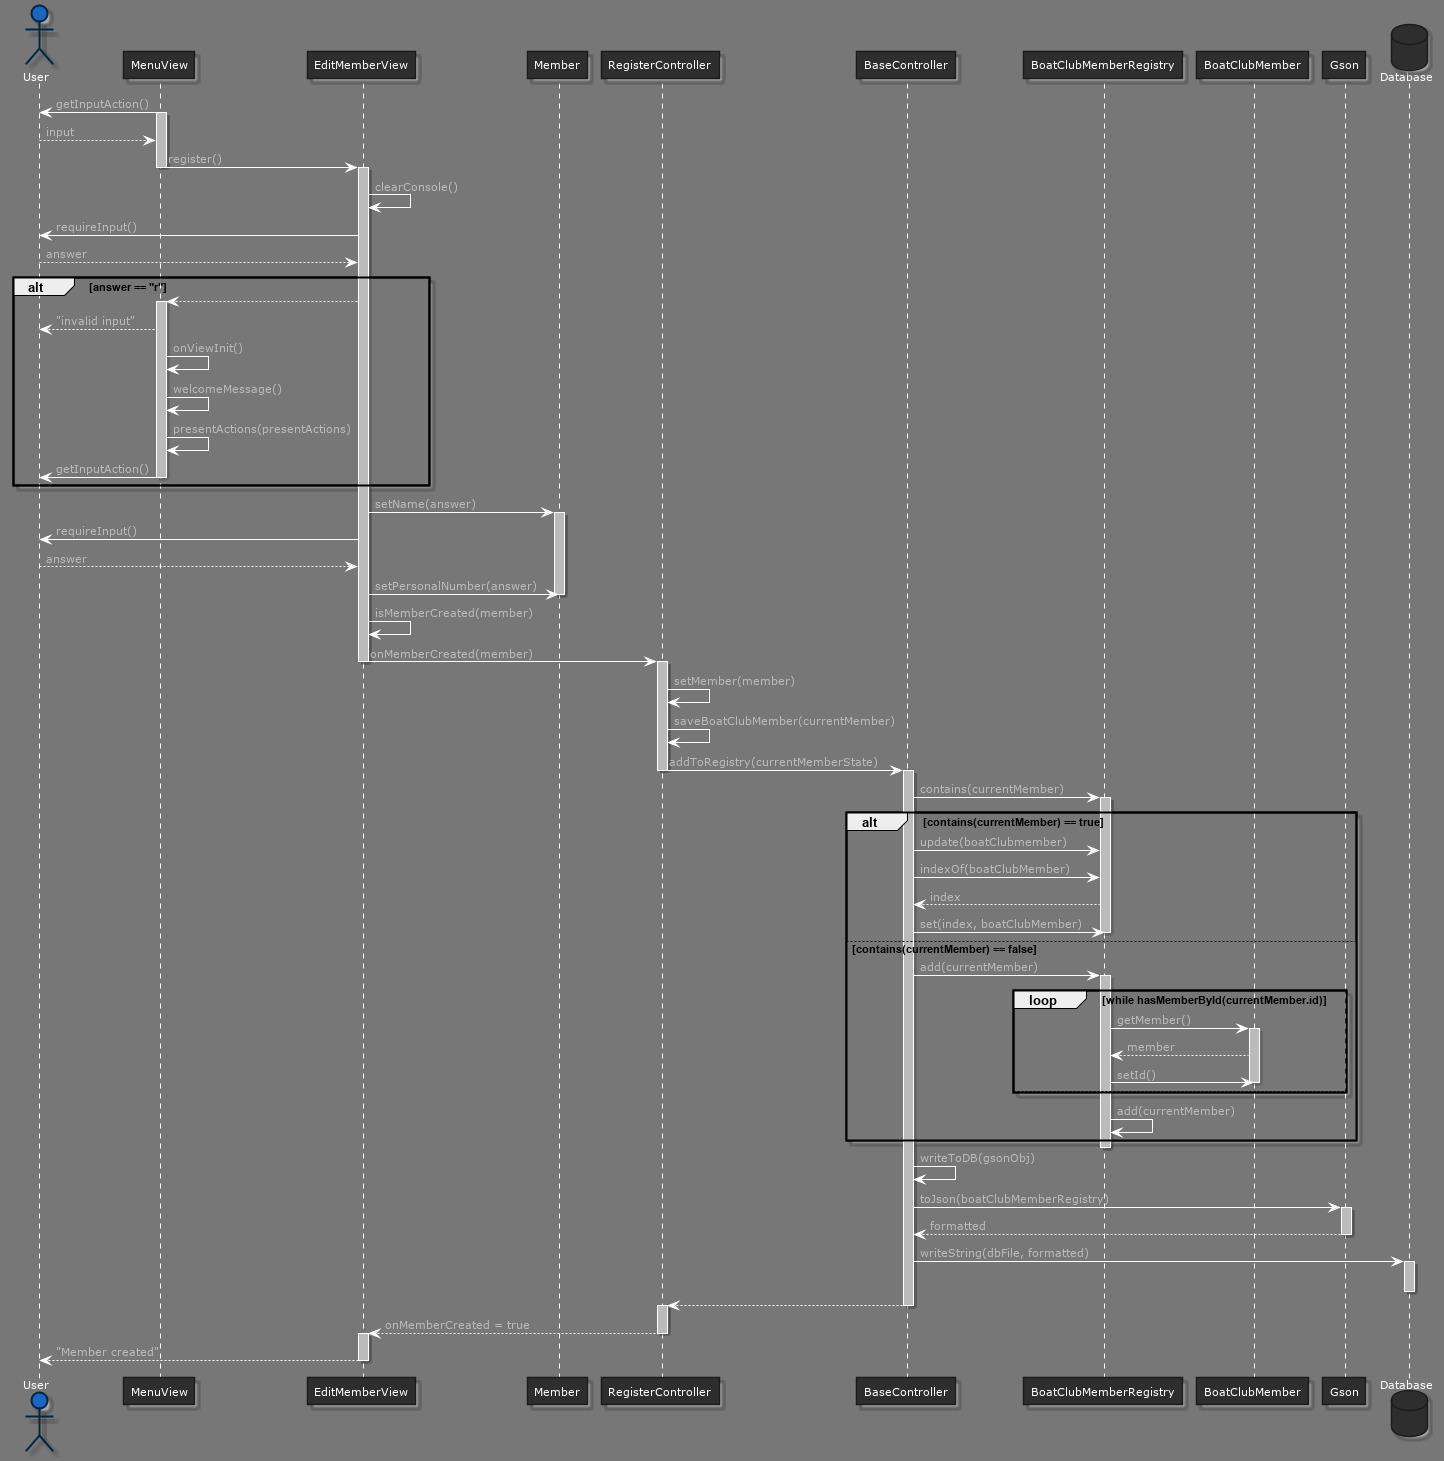 User
MenuView
EditMemberView
Member
RegisterController
BaseController
BoatClubMemberRegistry
BoatClubMember
Gson
Database
getInputAction()
input
register()
clearConsole()
requireInput()
answer
alt
[answer == "r"]
"invalid input"
onViewInit()
welcomeMessage()
presentActions(presentActions)
getInputAction()
setName(answer)
requireInput()
answer
setPersonalNumber(answer)
isMemberCreated(member)
onMemberCreated(member)
setMember(member)
saveBoatClubMember(currentMember)
addToRegistry(currentMemberState)
contains(currentMember)
alt
[contains(currentMember) == true]
update(boatClubmember)
indexOf(boatClubMember)
index
set(index, boatClubMember)
[contains(currentMember) == false]
add(currentMember)
loop
[while hasMemberById(currentMember.id)]
getMember()
member
setId()
add(currentMember)
writeToDB(gsonObj)
toJson(boatClubMemberRegistry)
formatted
writeString(dbFile, formatted)
onMemberCreated = true
"Member created"
User
MenuView
EditMemberView
Member
RegisterController
BaseController
BoatClubMemberRegistry
BoatClubMember
Gson
Database